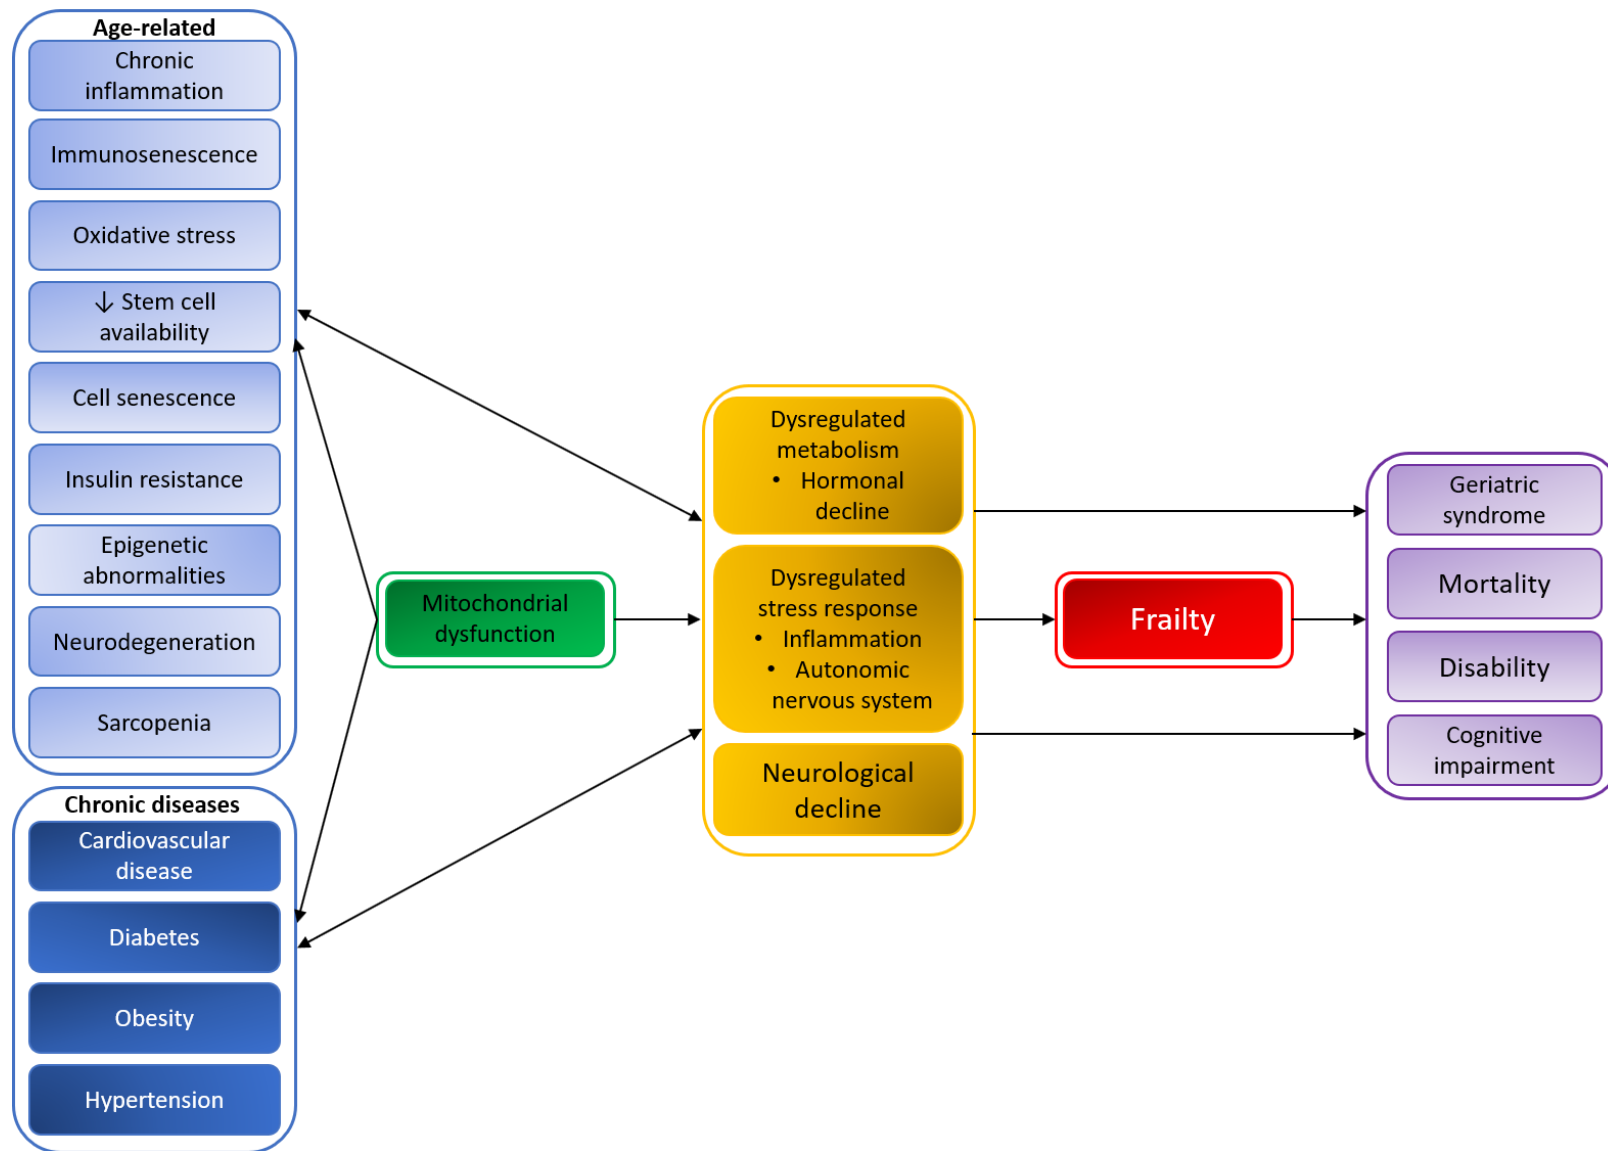 Age-related
Chronic
inflammation
Immunosenescence
Oxidative stress
↓ Stem cell
availability
Cell senescence
Insulin resistance
Epigenetic
abnormalities
Neurodegeneration
Sarcopenia
Chronic diseases
Cardiovascular
disease
Diabetes
Obesity
Hypertension
Mitochondrial
dysfunction
Dysregulated
metabolism
• Hormonal
decline
Dysregulated
stress response
• Inflammation
• Autonomic
nervous system
Neurological
decline
Frailty
Geriatric
syndrome
Mortality
Disability
Cognitive
impairment